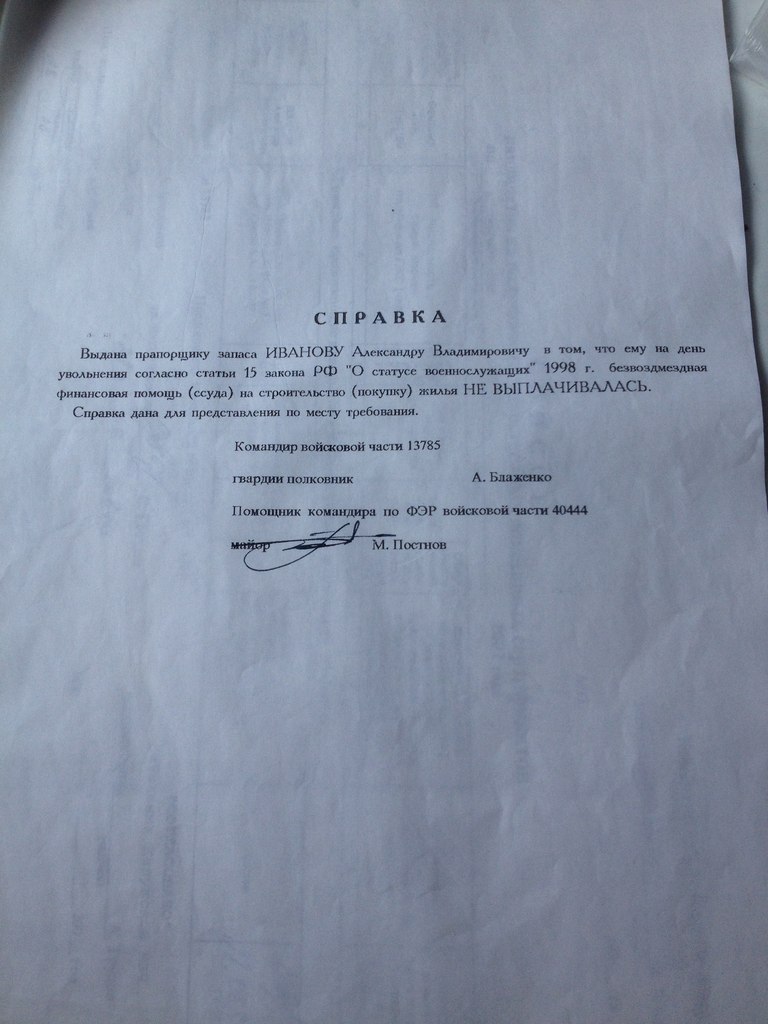 СПРАВКА
Выдана прапорщику запаса ИВАНОВУ Александру Владимировичу в том, что ему на день
увольнения согласно статьи 15 закона РФ "О статусе военнослужащих" 1998 г. безвоздмездная
финансовая помощь (ссуда) на строительство (покупку) жилья НЕ ВЫПЛАЧИВАЛАСЬ.
Справка дана для представления по месту требования.
Командир войсковой части 13785
гвардии полковник А. Блаженко
Помощник командира по ФЭР войсковой части 40444
майор М. Постнов